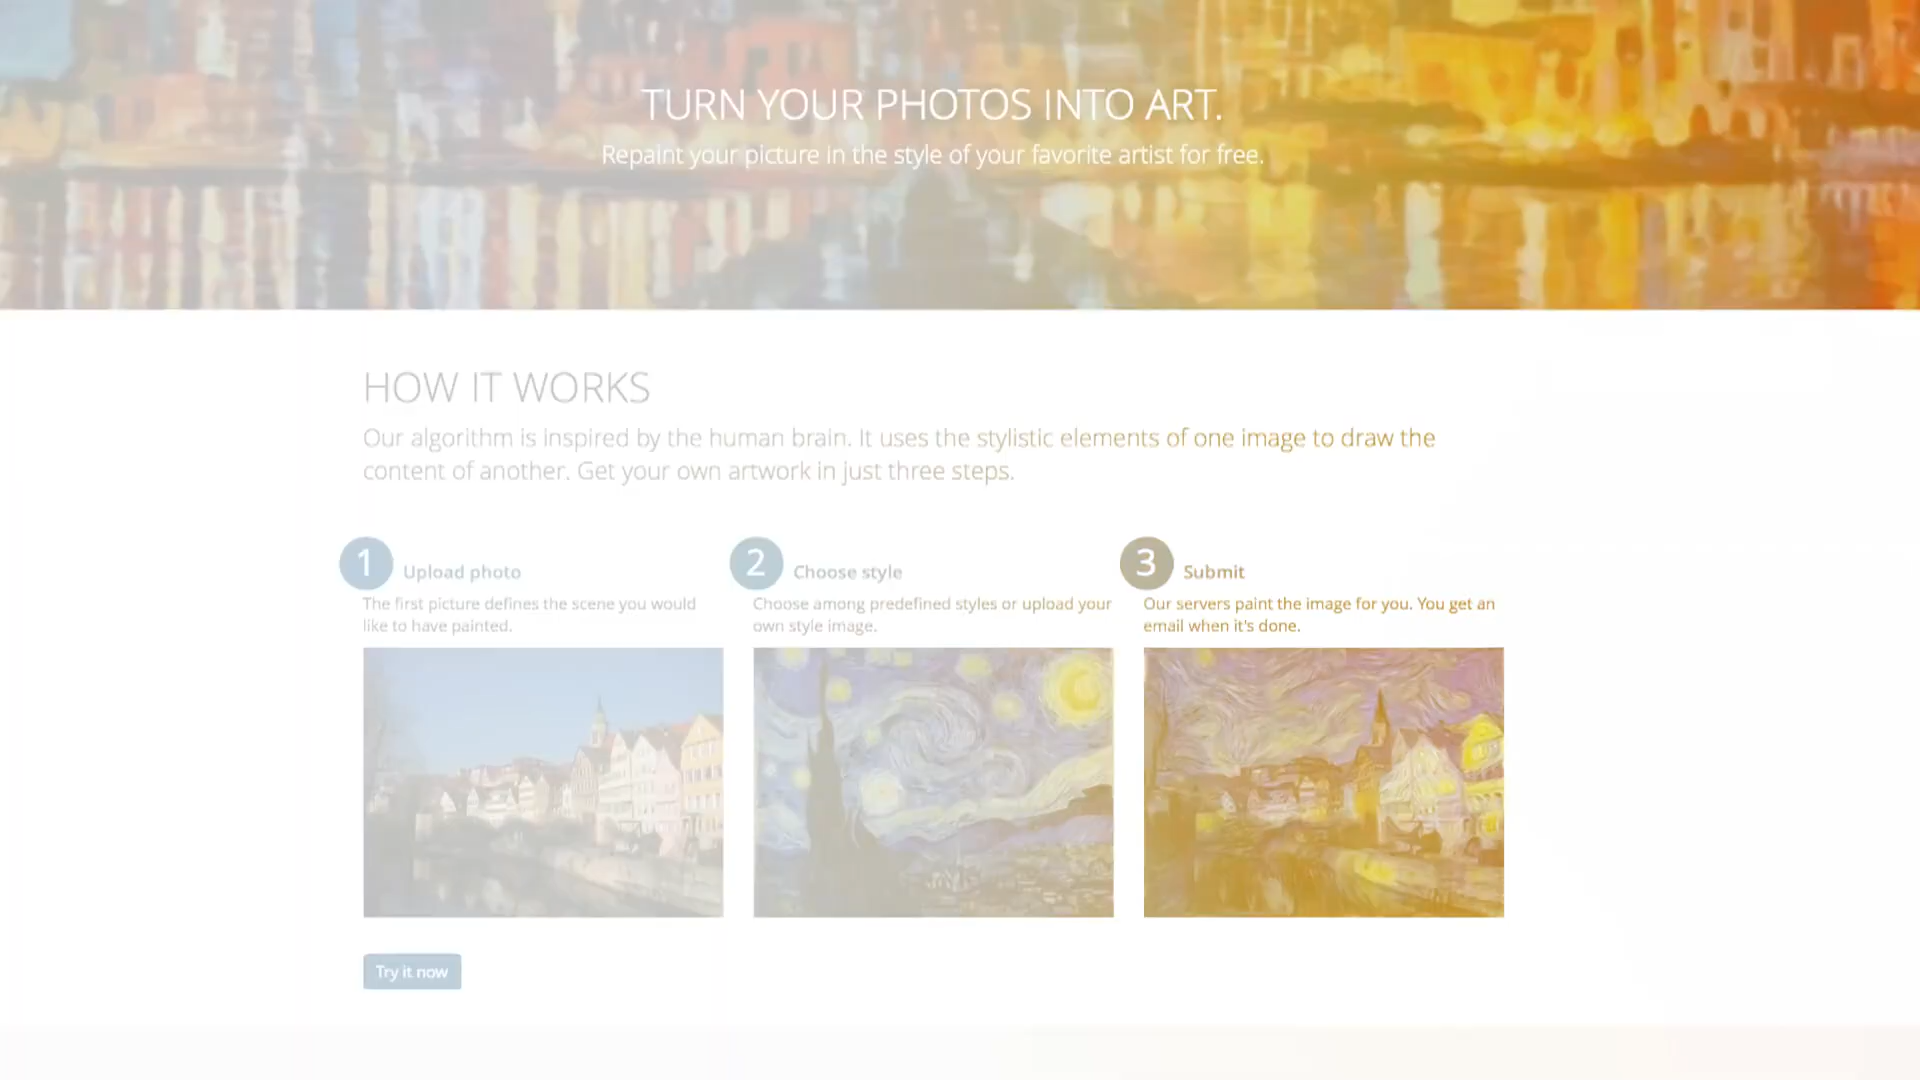 TURN YOUR PHOTOS INTO ART.
Repaint your picture in the style of your favorite artist for free.
HOW IT WORKS
Our algorithm is inspired by the human brain. It uses the stylistic elements of one image to draw the
content of another. Get your own artwork in just three steps.
1 Upload photo
The first picture defines the scene you would
like to have painted.
2 Choose style
Choose among predefined styles or upload your
own style image.
3 Submit
Our servers paint the image for you. You get an
email when it's done.
Try it now